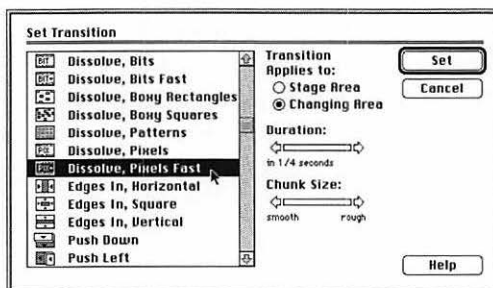 Set Transition
BIT Dissolve, Bits
BIT Dissolve, Bits Fast
Dissolve, Boxy Rectangles
Dissolve, Boxy Squares
Dissolve, Patterns
Dissolve, Pixels
Dissolve, Pixels Fast
Edges In, Horizontal
Edges In, Square
Edges In, Vertical
Push Down
Push Left
Transition
Applies to:
Stage Area
Changing Area
Duration:
in 1/4 seconds
Chunk Size:
smooth rough
Set
Cancel
Help